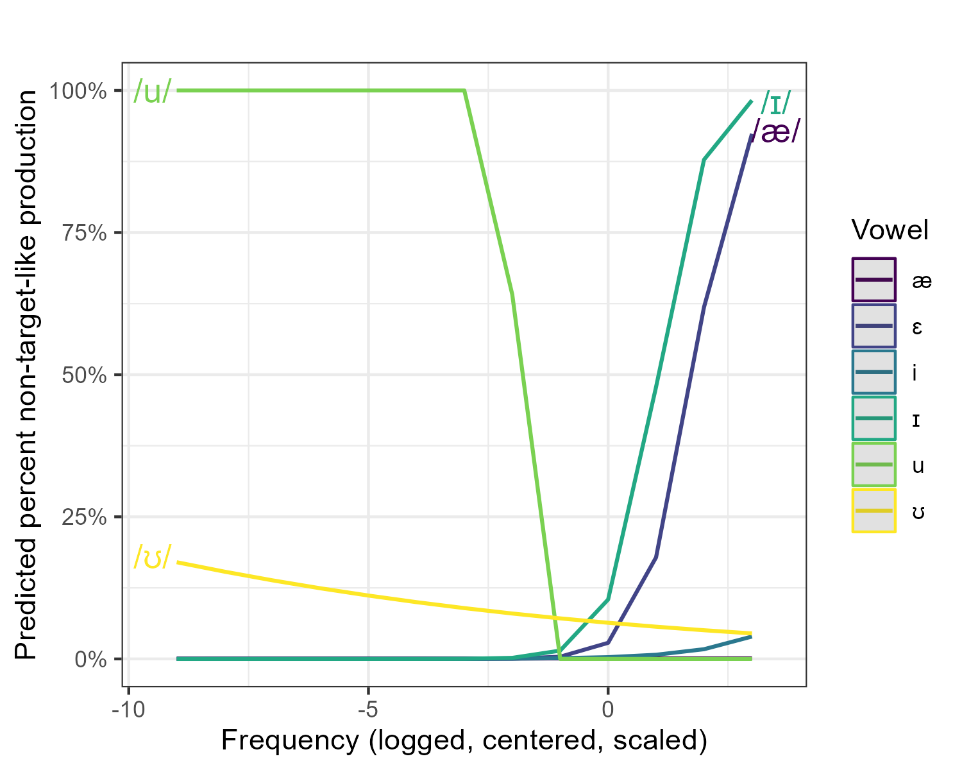 Predicted percent non-target-like production
100%
75%
50%
25%
0%
/u/
/ʊ/
/ɪ/
/æ/
-10
-5
0
Frequency (logged, centered, scaled)
Vowel
æ
ɛ
i
ɪ
u
ʊ